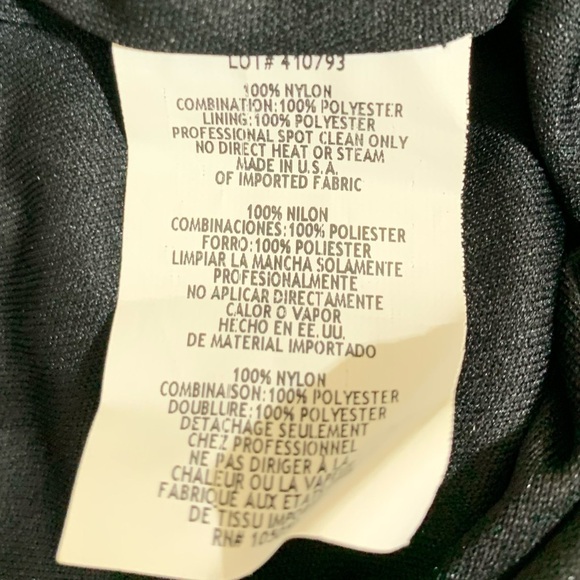 LOT# 410793
100% NYLON
COMBINATION:100% POLYESTER
LINING:100% POLYESTER
PROFESSIONAL SPOT CLEAN ONLY
NO DIRECT HEAT OR STEAM
MADE IN U.S.A.
OF IMPORTED FABRIC
100% NILON
COMBINACIONES:100% POLIESTER
FORRO:100% POLIESTER
LIMPIAR LA MANCHA SOLAMENTE
PROFESIONALMENTE
NO APLICAR DIRECTAMENTE
CALOR O VAPOR
HECHO EN EE.UU.
DE MATERIAL IMPORTADO
100% NYLON
COMBINAISON:100% POLYESTER
DOUBLURE:100% POLYESTER
DETACHAGE SEULEMENT
CHEZ PROFESSIONNEL
NE PAS DIRIGER A LA
CHALEUR OU LA
FABRIQUE AUX
DE TISSU
RN#